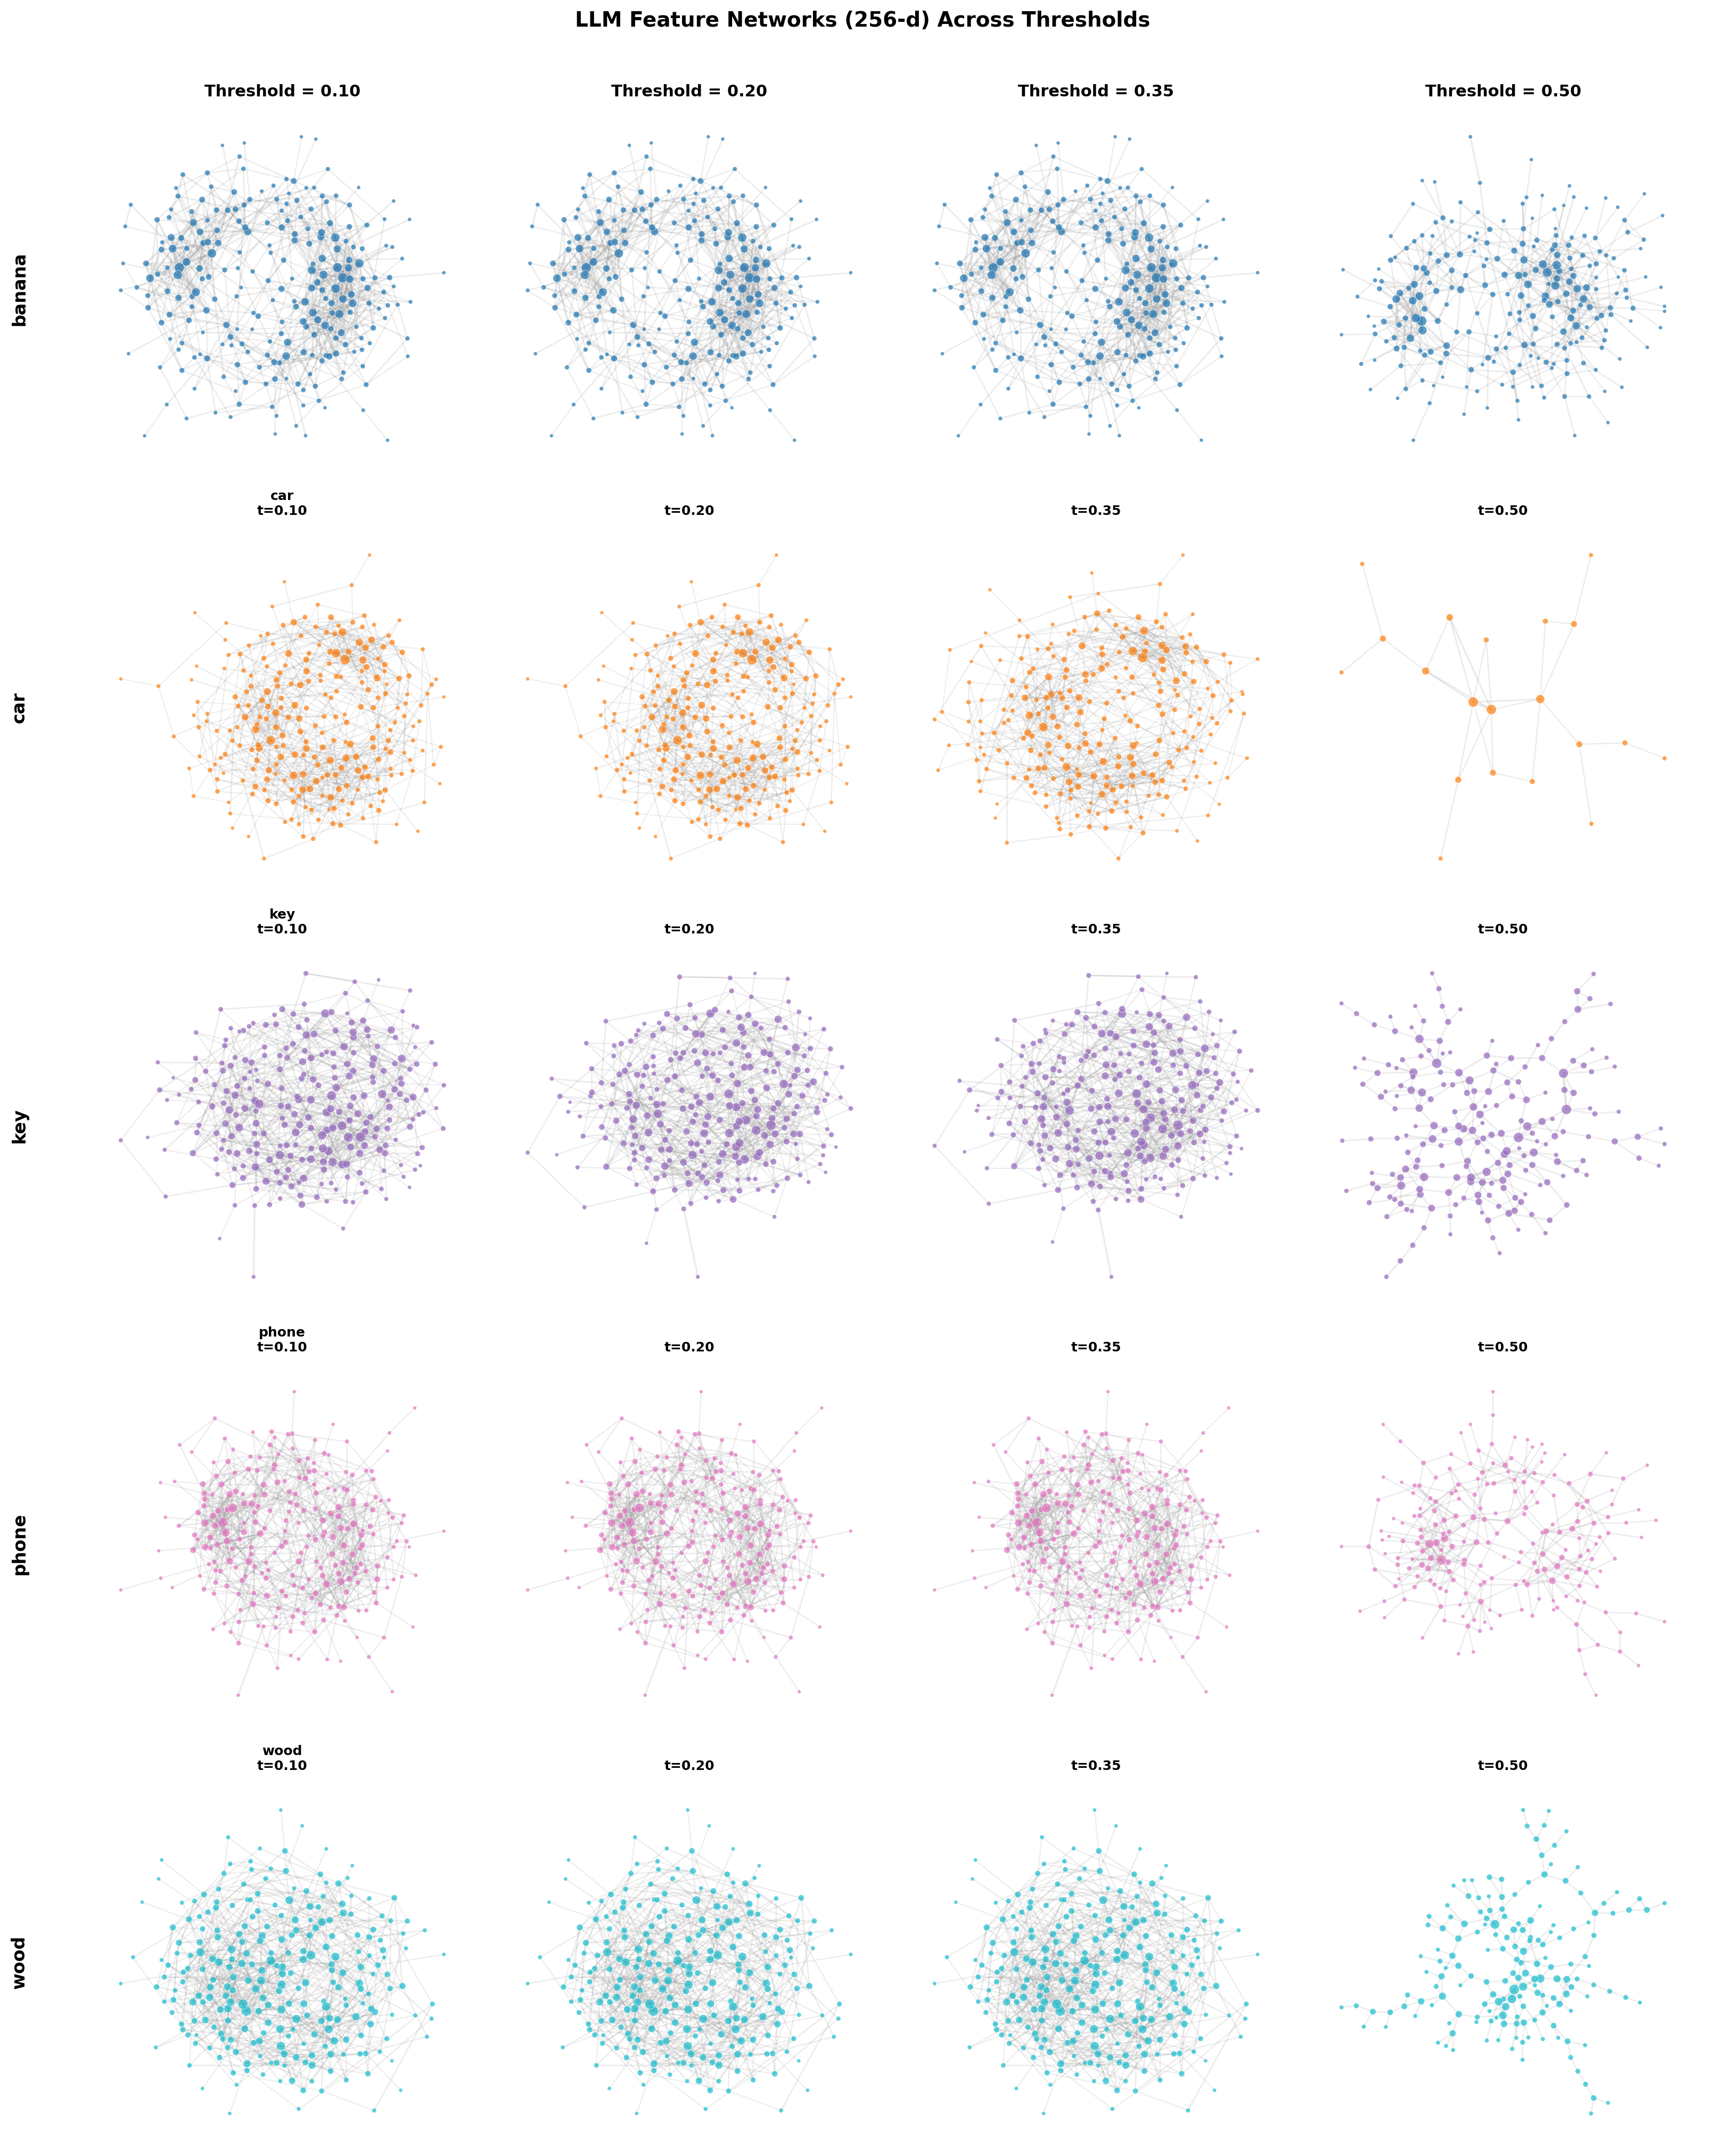 LLM Feature Networks (256-d) Across Thresholds
Threshold = 0.10
Threshold = 0.20
Threshold = 0.35
Threshold = 0.50
banana
car
t=0.10
t=0.20
t=0.35
t=0.50
car
key
t=0.10
t=0.20
t=0.35
t=0.50
key
phone
t=0.10
t=0.20
t=0.35
t=0.50
phone
wood
t=0.10
t=0.20
t=0.35
t=0.50
wood